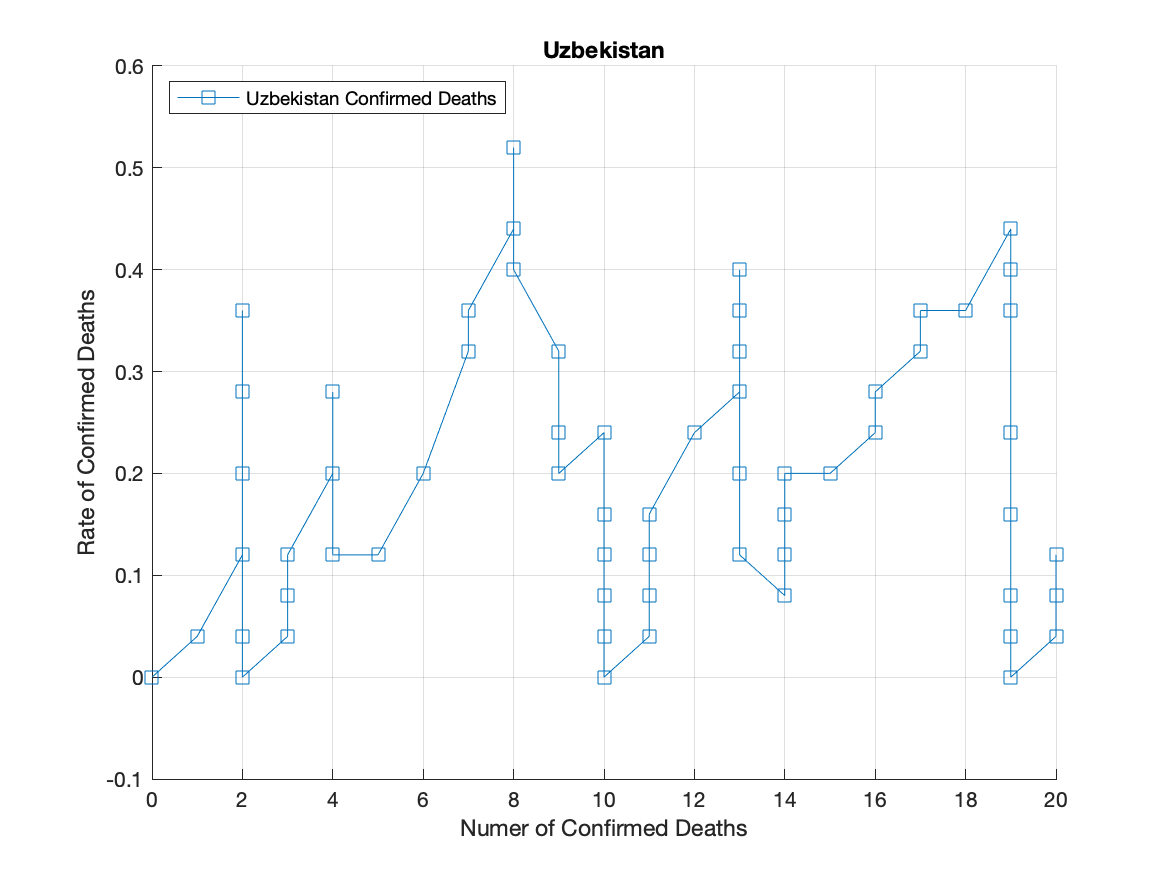 Uzbekistan
Uzbekistan Confirmed Deaths
Rate of Confirmed Deaths
0.6
0.5
0.4
0.3
0.2
0.1
0
-0.1
0 2 4 6 8 10 12 14 16 18 20
Numer of Confirmed Deaths